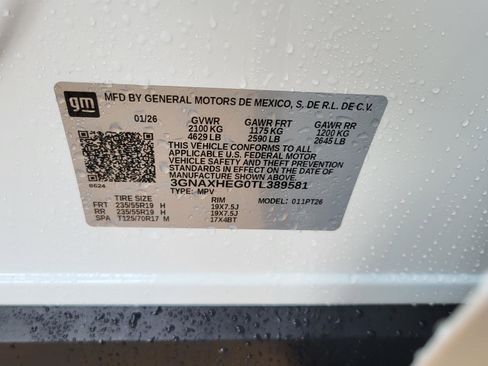 gm
MFD BY GENERAL MOTORS DE MEXICO, S. DE R.L. DE C.V.
01/26 GVWR GAWR FRT GAWR RR
2100 KG 1175 KG 1200 KG
4629 LB 2590 LB 2645 LB
THIS VEHICLE CONFORMS TO ALL
APPLICABLE U.S. FEDERAL MOTOR
VEHICLE SAFETY AND THEFT PREVENTION
STANDARDS IN EFFECT ON THE DATE OF
MANUFACTURE SHOWN ABOVE.
6624 3GNAXHEG0TL389581
TYPE: MPV MODEL: 011PT26
TIRE SIZE RIM
FRT 235/55R19 H 19X7.5J
RR 235/55R19 H 19X7.5J
SPA T125/70R17 M 17X4BT